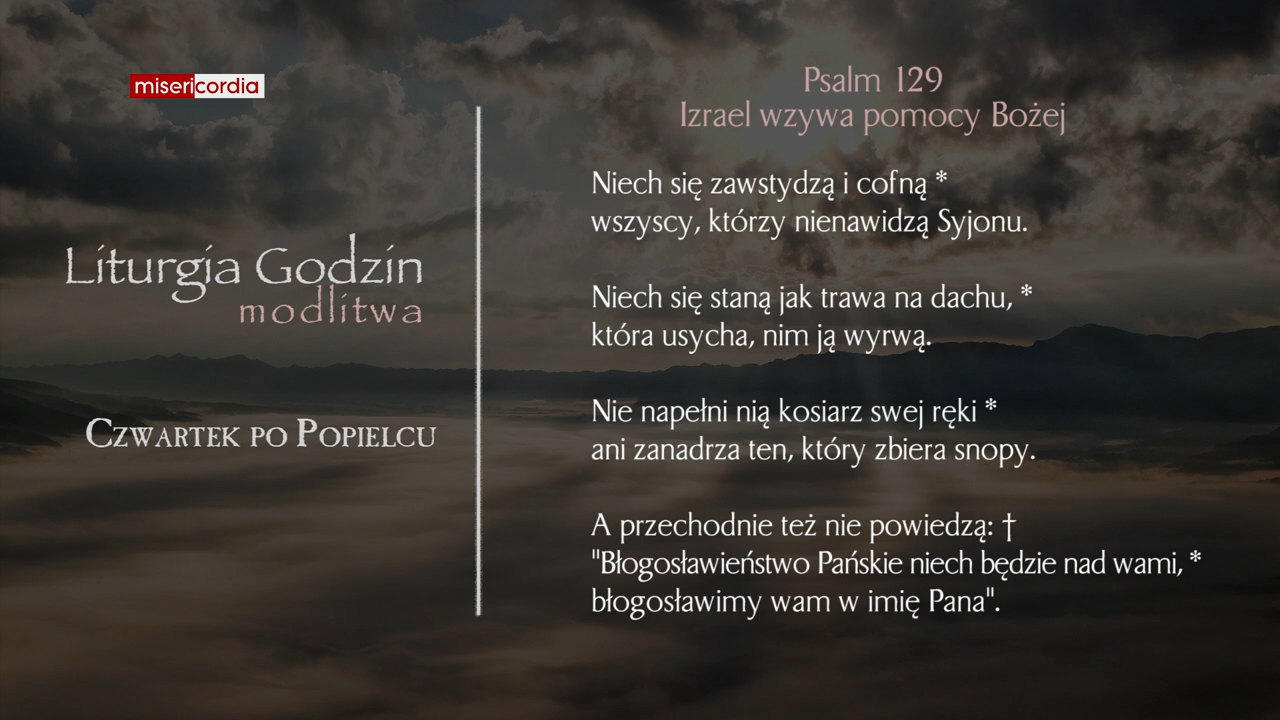 misericordia
Liturgia Godzin
modlitwa
Czwartek po Popielcu
Psalm 129
Izrael wzywa pomocy Bożej
Niech się zawstydzą i cofną *
wszyscy, którzy nienawidzą Syjonu.
Niech się staną jak trawa na dachu, *
która usycha, nim ją wyrwą.
Nie napełni nią kosiarz swej ręki *
ani zanadrza ten, który zbiera snopy.
A przechodnie też nie powiedzą: †
"Błogosławieństwo Pańskie niech będzie nad wami, *
błogosławimy wam w imię Pana".